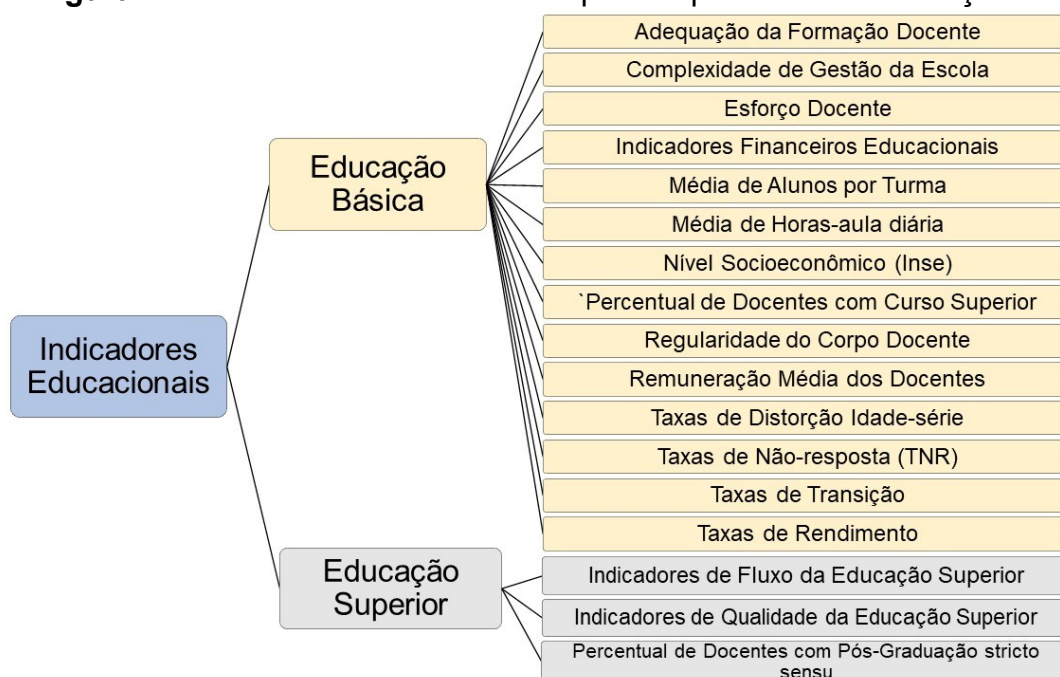 Adequação da Formação Docente
Complexidade de Gestão da Escola
Esforço Docente
Indicadores Financeiros Educacionais
Média de Alunos por Turma
Média de Horas-aula diária
Nível Socioeconômico (Inse)
`Percentual de Docentes com Curso Superior
Regularidade do Corpo Docente
Remuneração Média dos Docentes
Taxas de Distorção Idade-série
Taxas de Não-resposta (TNR)
Taxas de Transição
Taxas de Rendimento
Educação
Básica
Indicadores
Educacionais
Educação
Superior
Indicadores de Fluxo da Educação Superior
Indicadores de Qualidade da Educação Superior
Percentual de Docentes com Pós-Graduação stricto
sensu